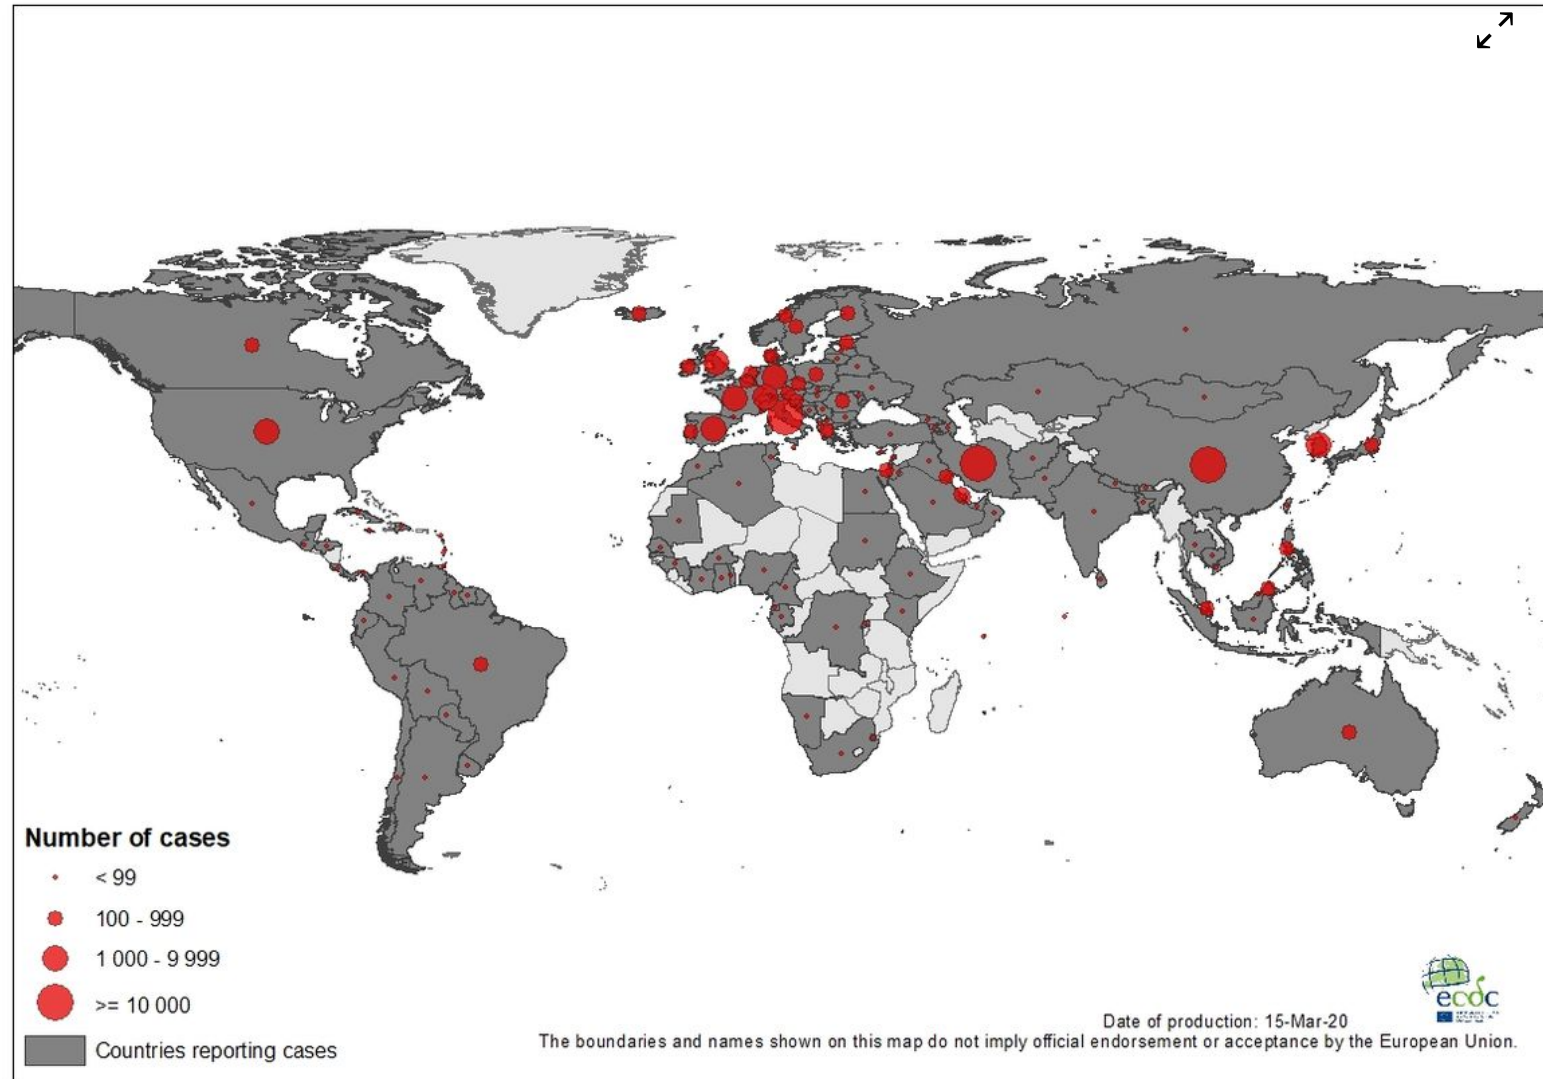 Number of cases
< 99
100 - 999
1 000 - 9 999
>= 10 000
Countries reporting cases
ecdc
Date of production: 15-Mar-20
The boundaries and names shown on this map do not imply official endorsement or acceptance by the European Union.